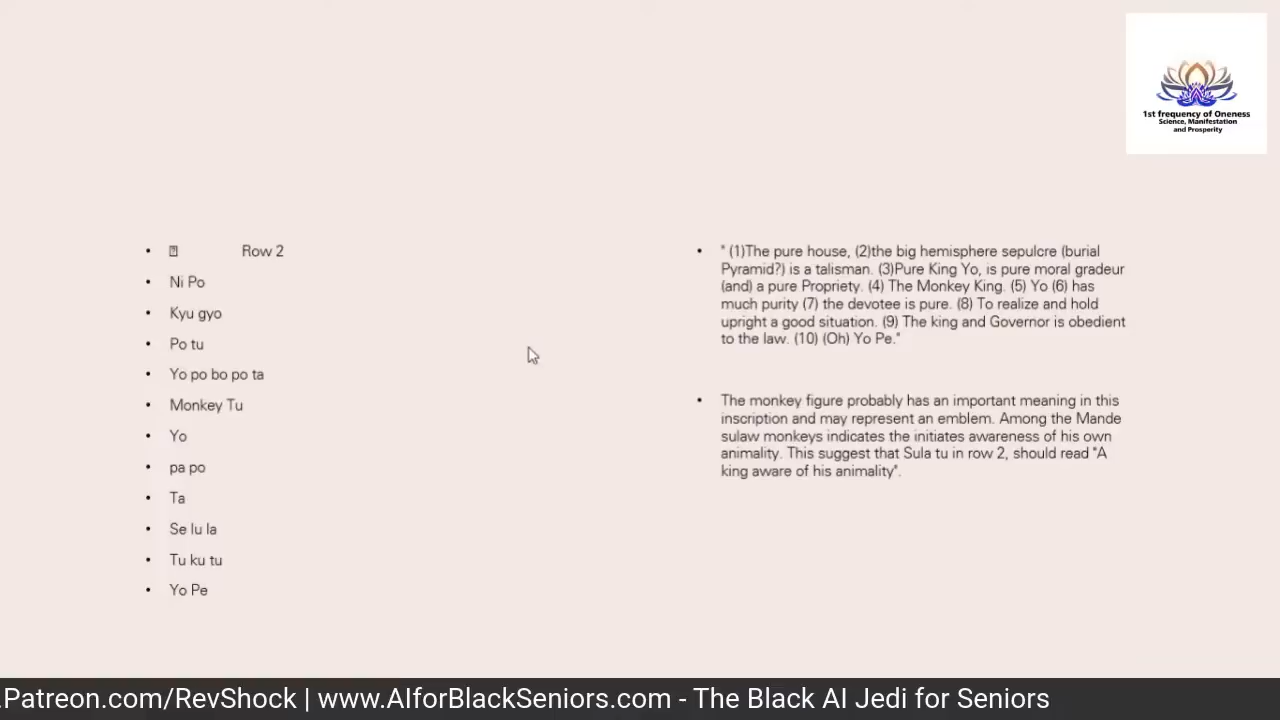 1st frequency of Oneness
Science, Manifestation
and Prosperity
• Row 2
• Ni Po
• Kyu gyo
• Po tu
• Yo po bo po ta
• Monkey Tu
• Yo
• pa po
• Ta
• Se lu la
• Tu ku tu
• Yo Pe
• " (1)The pure house, (2)the big hemisphere sepulcre (burial
Pyramid?) is a talisman. (3)Pure King Yo, is pure moral gradeur
(and) a pure Propriety. (4) The Monkey King. (5) Yo (6) has
much purity (7) the devotee is pure. (8) To realize and hold
upright a good situation. (9) The king and Governor is obedient
to the law. (10) (Oh) Yo Pe."
• The monkey figure probably has an important meaning in this
inscription and may represent an emblem. Among the Mande
sulaw monkeys indicates the initiates awareness of his own
animality. This suggest that Sula tu in row 2, should read "A
king aware of his animality".
.Patreon.com/RevShock | www.AIforBlackSeniors.com - The Black AI Jedi for Seniors